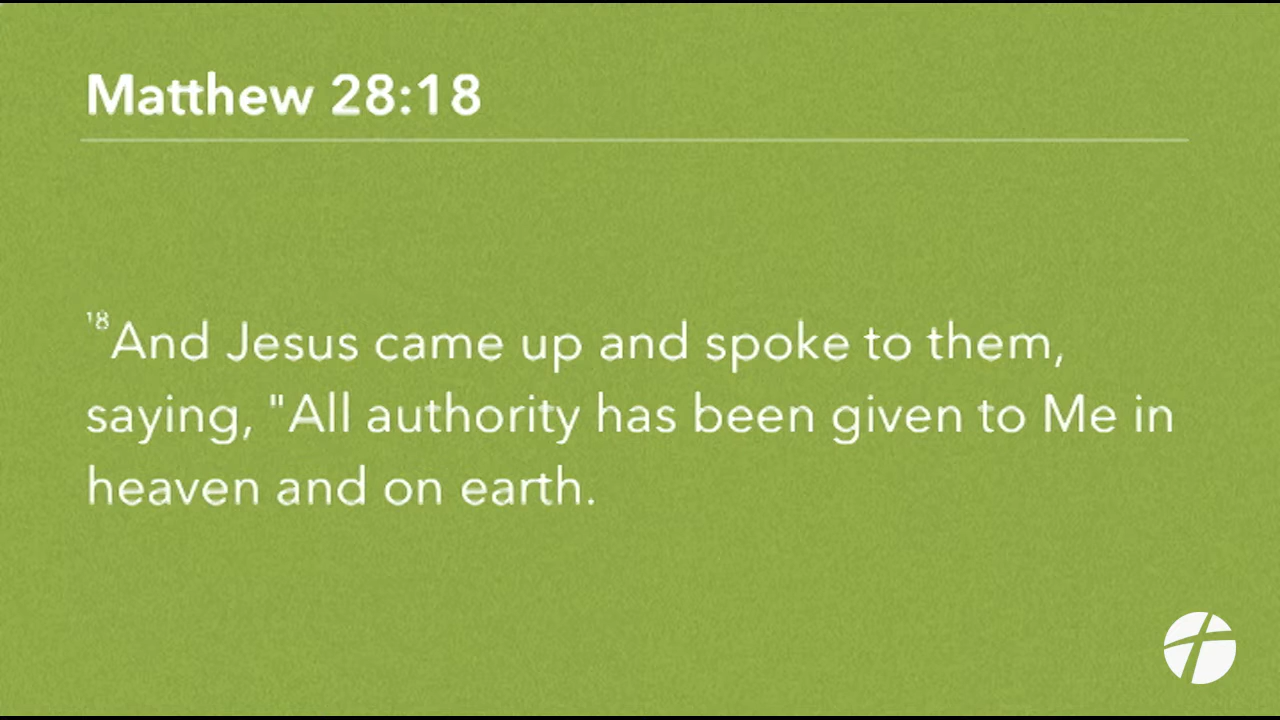 Matthew 28:18
18And Jesus came up and spoke to them,
saying, "All authority has been given to Me in
heaven and on earth.